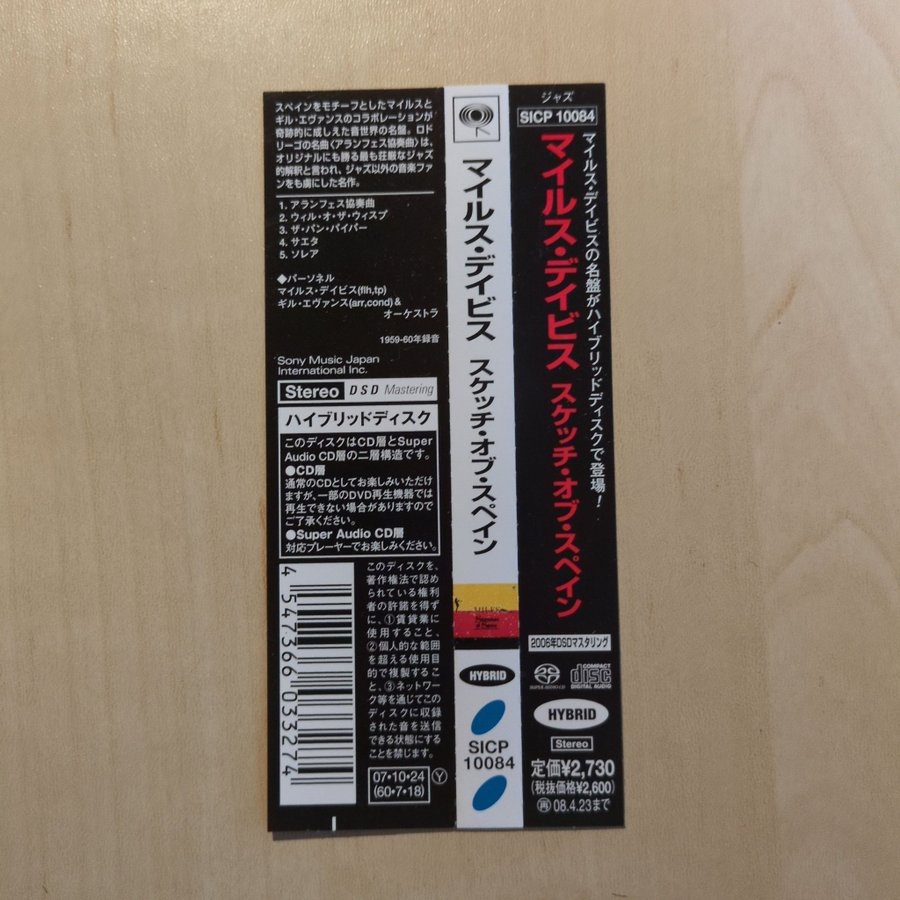 スペインをモチーフとしたマイルスと
ギル・エヴァンスのコラボレーションが
奇跡的に成しえた音世界の名盤。ロド
リーゴの名曲〈アランフェス協奏曲〉は、
オリジナルにも勝る最も荘厳なジャズ
的解釈と言われ、ジャズ以外の音楽ファ
ンをも虜にした名作。
1. アランフェス協奏曲
2. ウィル・オ・ザ・ウィスプ
3. ザ・パン・パイパー
4. サエタ
5. ソレア
◆パーソネル
マイルス・デイビス(flh,tp)
ギル・エヴァンス(arr,cond)&
オーケストラ
1959-60年録音
Sony Music Japan
International Inc.
Stereo DSD Mastering
ハイブリッドディスク
このディスクはCD層とSuper
Audio CD層の二層構造です。
●CD層
通常のCDとしてお楽しみいただけ
ますが、一部のDVD再生機器では
再生できない場合がありますので
ご了承ください。
●Super Audio CD層
対応プレーヤーでお楽しみください。
4 547366 033274
このディスクを、
著作権法で認め
られている権利
者の許諾を得ず
に、①賃貸業に
使用すること、
②個人的な範囲
を超える使用目
的で複製するこ
と、③ネットワー
ク等を通じてこの
ディスクに収録
された音を送信
できる状態にする
ことを禁じます。
07・10・24
(60・7・18)
Y
マイルス・デイビス スケッチ・オブ・スペイン
HYBRID
SICP
10084
ジャズ
SICP 10084
マイルス・デイビスの名盤がハイブリッドディスクで登場!
マイルス・デイビス スケッチ・オブ・スペイン
2006年DSDマスタリング
SUPER AUDIO CD
COMPACT
disc
DIGITAL AUDIO
HYBRID
Stereo
定価¥2,730
(税抜価格¥2,600)
再 08.4.23まで